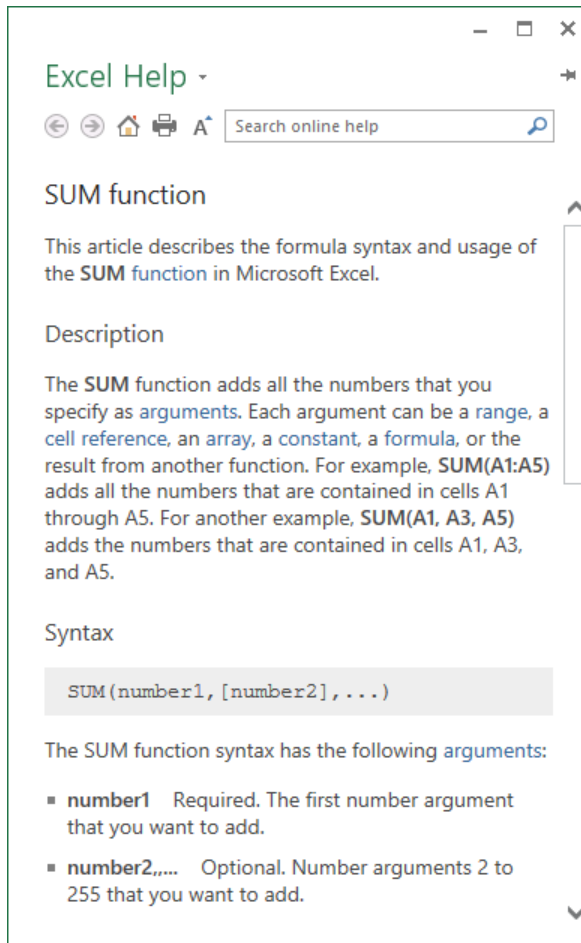 Excel Help
Search online help
SUM function
This article describes the formula syntax and usage of
the SUM function in Microsoft Excel.
Description
The SUM function adds all the numbers that you
specify as arguments. Each argument can be a range, a
cell reference, an array, a constant, a formula, or the
result from another function. For example, SUM(A1:A5)
adds all the numbers that are contained in cells A1
through A5. For another example, SUM(A1, A3, A5)
adds the numbers that are contained in cells A1, A3,
and A5.
Syntax
SUM(number1,[number2],...)
The SUM function syntax has the following arguments:
▪ number1 Required. The first number argument
that you want to add.
▪ number2,,... Optional. Number arguments 2 to
255 that you want to add.